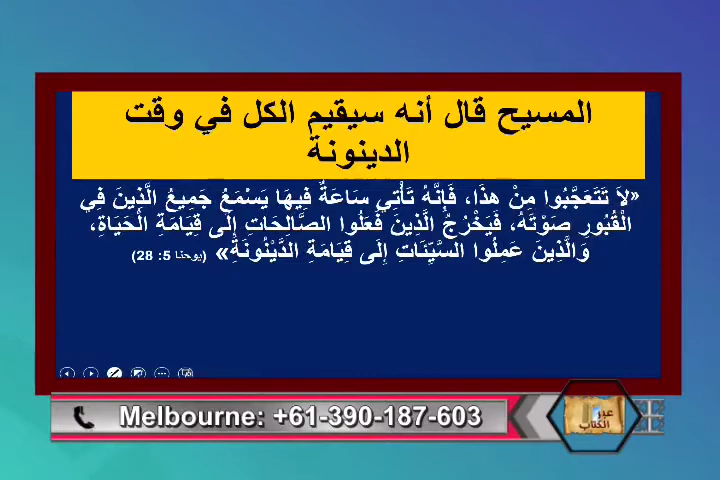 المسيح قال أنه سيقيم الكل في وقت
الدينونة
«لاَ تَتَعَجَّبُوا مِنْ هذَا، فَإِنَّهُ تَأْتِي سَاعَةٌ فِيهَا يَسْمَعُ جَمِيعُ الَّذِينَ فِي
الْقُبُورِ صَوْتَهُ، فَيَخْرُجُ الَّذِينَ فَعَلُوا الصَّالِحَاتِ إِلَى قِيَامَةِ الْحَيَاةِ،
وَالَّذِينَ عَمِلُوا السَّيِّئَاتِ إِلَى قِيَامَةِ الدَّيْنُونَةِ» (يوحنا 5: 28)
Melbourne: +61-390-187-603
عبر
الكتاب